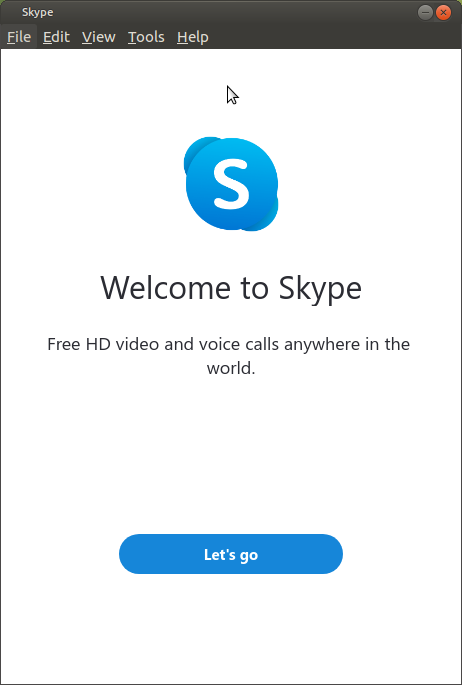 Skype
File Edit View Tools Help
S
Welcome to Skype
Free HD video and voice calls anywhere in the
world.
Let's go